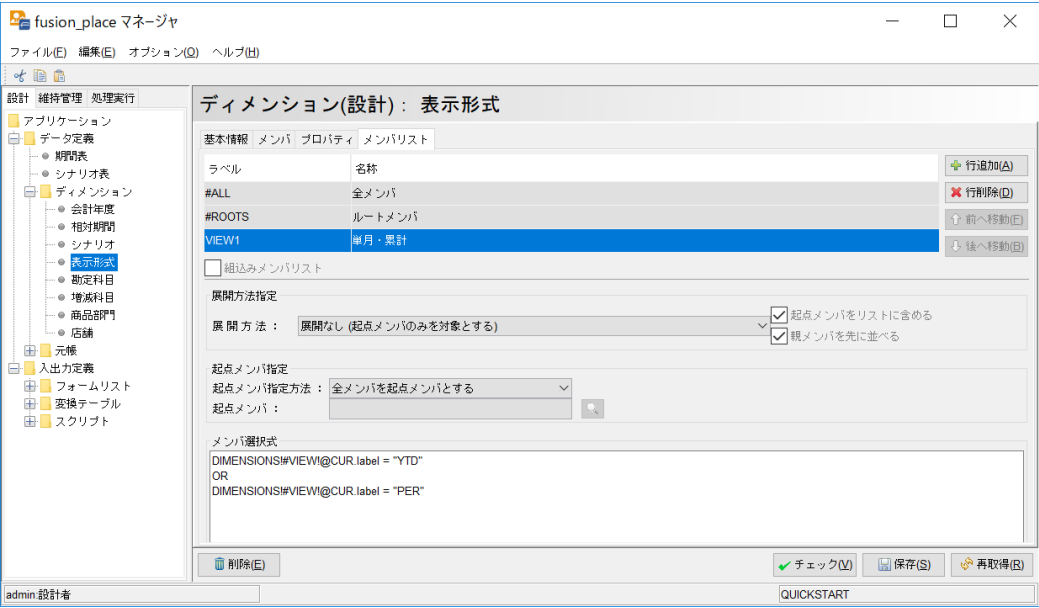 fusion_place マネージャ
ファイル(F) 編集(E) オプション(O) ヘルプ(H)
設計 維持管理 処理実行
アプリケーション
データ定義
期間表
シナリオ表
ディメンション
会計年度
相対期間
シナリオ
表示形式
勘定科目
増減科目
商品部門
店舗
元帳
入出力定義
フォームリスト
変換テーブル
スクリプト
ディメンション(設計) : 表示形式
基本情報 メンバ プロパティ メンバリスト
ラベル 名称
#ALL 全メンバ
#ROOTS ルートメンバ
VIEW1 単月・累計
行追加(A)
行削除(D)
前へ移動(F)
後へ移動(B)
組込みメンバリスト
展開方法指定
展開方法 : 展開なし (起点メンバのみを対象とする)
起点メンバをリストに含める
親メンバを先に並べる
起点メンバ指定
起点メンバ指定方法 : 全メンバを起点メンバとする
起点メンバ :
メンバ選択式
DIMENSIONS!#VIEW!@CUR.label = "YTD"
OR
DIMENSIONS!#VIEW!@CUR.label = "PER"
削除(E) チェック(V) 保存(S) 再取得(R)
admin:設計者 QUICKSTART